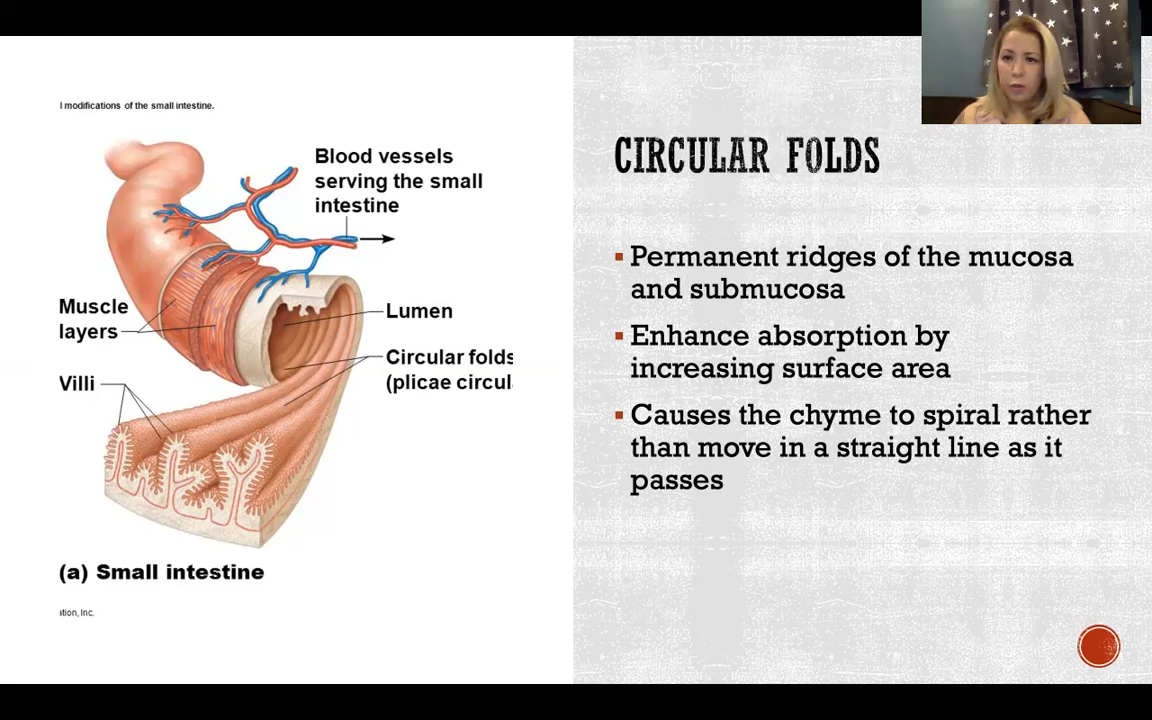 l modifications of the small intestine.
Blood vessels
serving the small
intestine
Muscle
layers
Lumen
Circular folds
(plicae circul
Villi
(a) Small intestine
ation, Inc.
CIRCULAR FOLDS
▪ Permanent ridges of the mucosa
and submucosa
▪ Enhance absorption by
increasing surface area
▪ Causes the chyme to spiral rather
than move in a straight line as it
passes